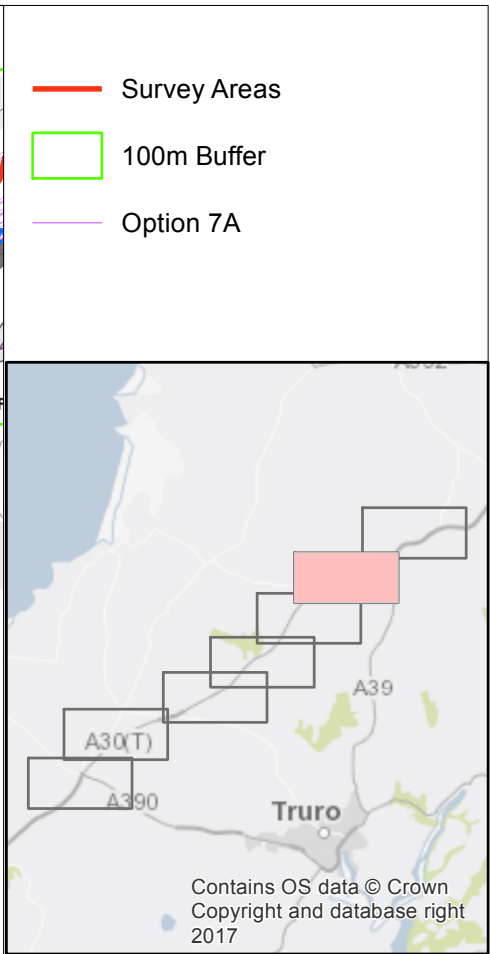 Survey Areas
100m Buffer
Option 7A
A39
A30(T)
A390
Truro
Contains OS data © Crown
Copyright and database right
2017